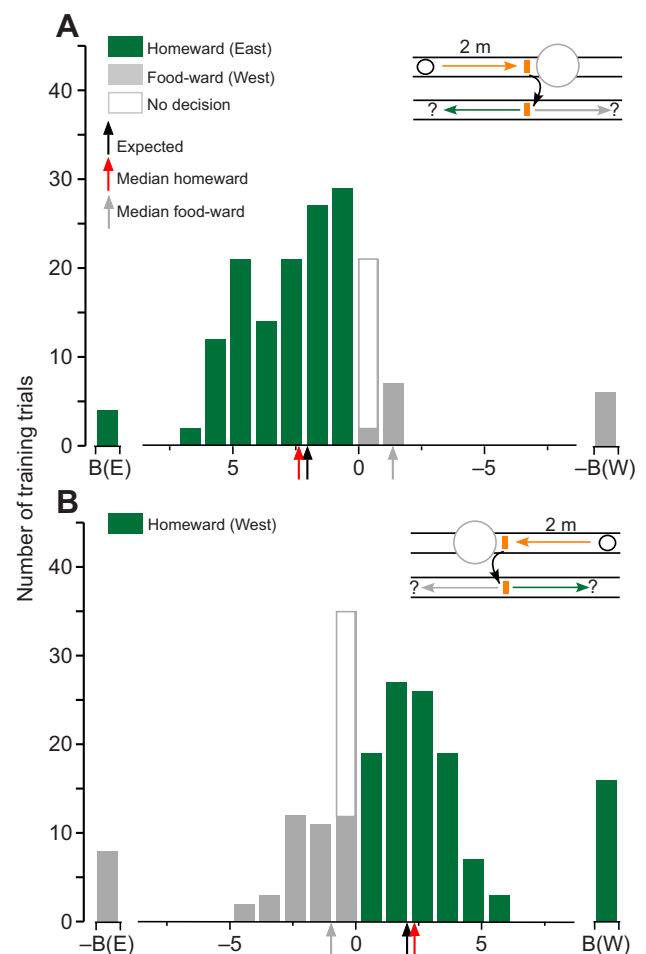 A
Homeward (East)
Food-ward (West)
No decision
Expected
Median homeward
Median food-ward
2 m
?
?
40
30
20
10
0
B(E)
5
0
–5
–B(W)
Number of training trials
B
Homeward (West)
2 m
?
?
40
30
20
10
0
–B(E)
–5
0
5
B(W)